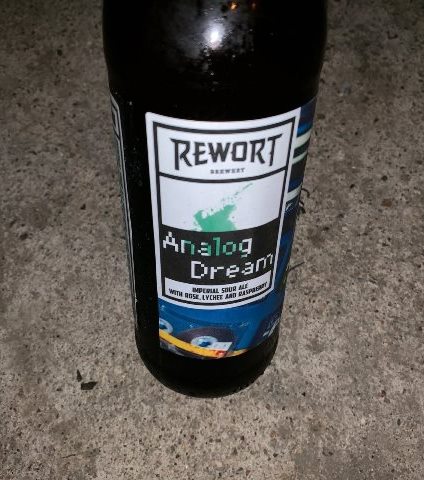 REWORT
BREWERY
Analog
Dream
IMPERIAL SOUR ALE
WITH ROSE, LYCHEE AND RASPBERRY